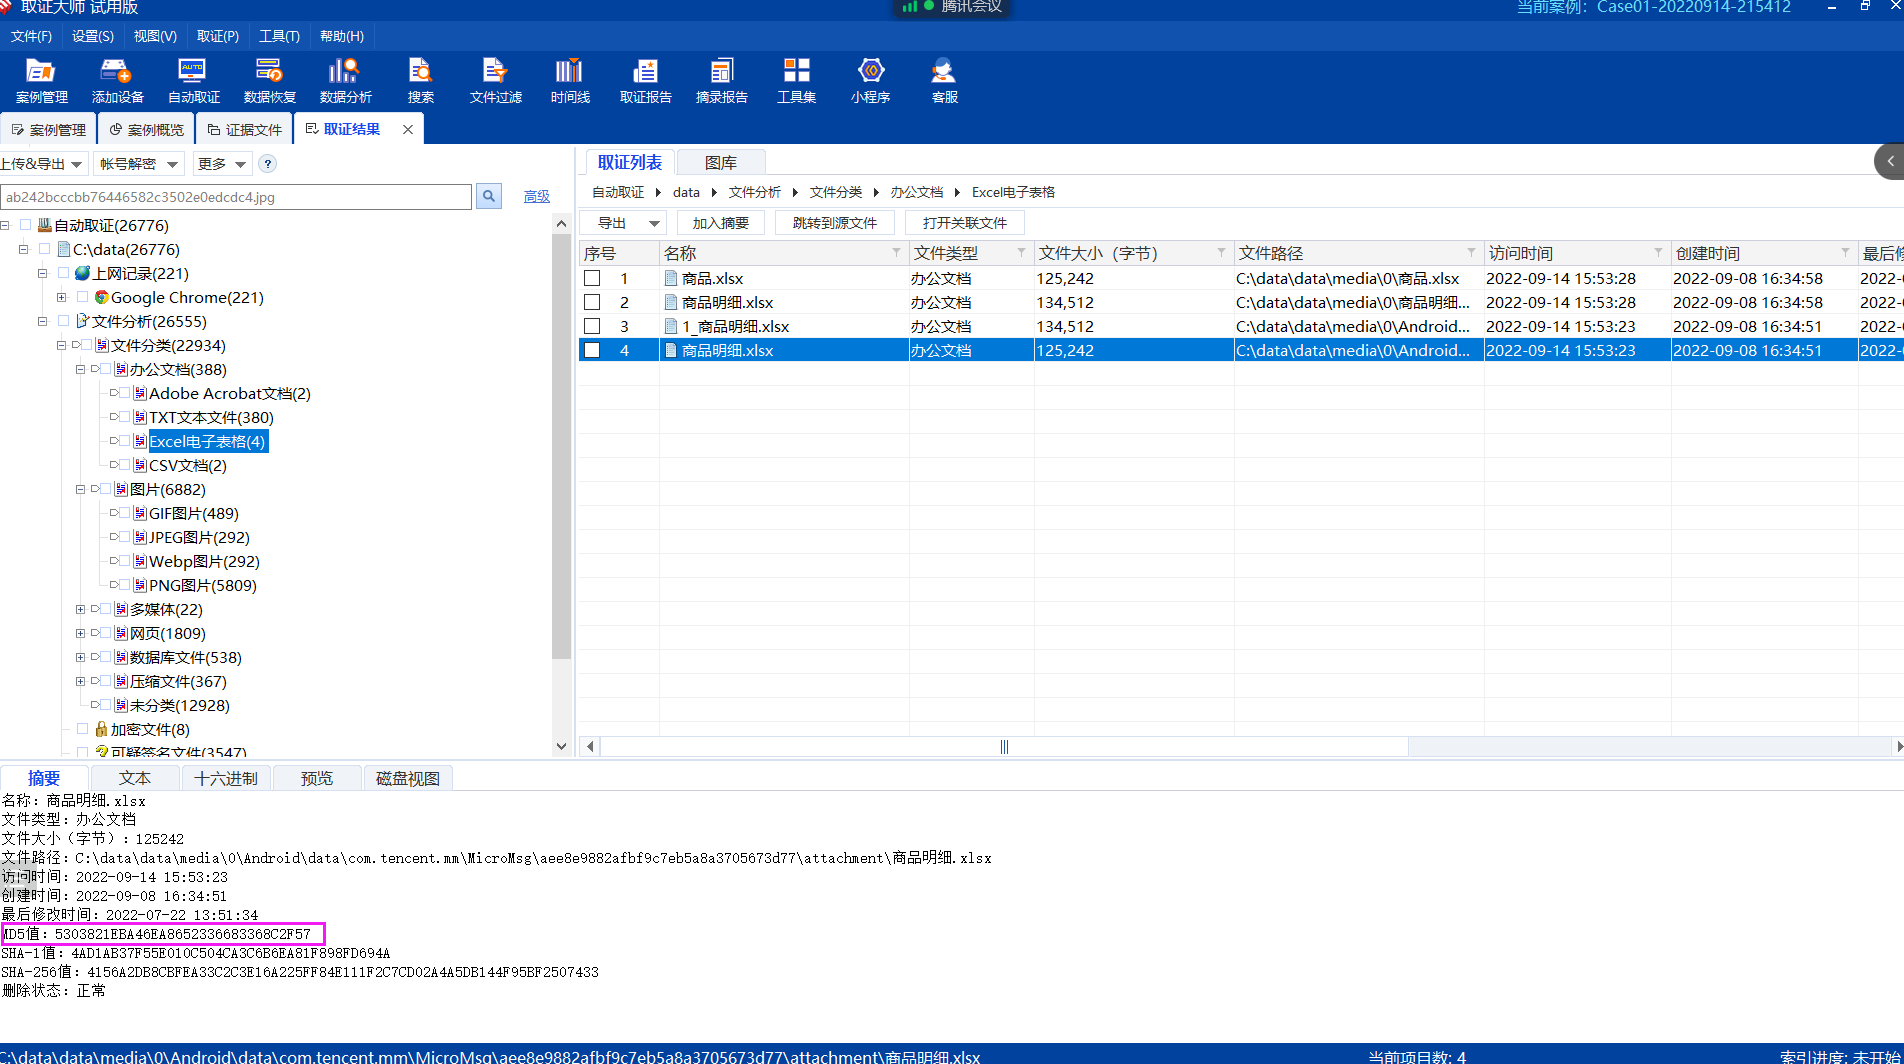 取证大师 试用版
腾讯会议
当前案例：Case01-20220914-215412
文件(F) 设置(S) 视图(V) 取证(P) 工具(T) 帮助(H)
案例管理 添加设备 自动取证 数据恢复 数据分析 搜索 文件过滤 时间线 取证报告 摘录报告 工具集 小程序 客服
案例管理 案例概览 证据文件 取证结果
上传&导出 帐号解密 更多 ?
ab242bcccbb76446582c3502e0edcdc4.jpg
高级
自动取证(26776)
C:\data(26776)
上网记录(221)
Google Chrome(221)
文件分析(26555)
文件分类(22934)
办公文档(388)
Adobe Acrobat文档(2)
TXT文本文件(380)
Excel电子表格(4)
CSV文档(2)
图片(6882)
GIF图片(489)
JPEG图片(292)
Webp图片(292)
PNG图片(5809)
多媒体(22)
网页(1809)
数据库文件(538)
压缩文件(367)
未分类(12928)
加密文件(8)
可疑签名文件(3547)
取证列表 图库
自动取证 data 文件分析 文件分类 办公文档 Excel电子表格
导出 加入摘要 跳转到源文件 打开关联文件
序号 名称 文件类型 文件大小（字节） 文件路径 访问时间 创建时间 最后修
1 商品.xlsx 办公文档 125,242 C:\data\data\media\0\商品.xlsx 2022-09-14 15:53:28 2022-09-08 16:34:58 2022-0
2 商品明细.xlsx 办公文档 134,512 C:\data\data\media\0\商品明细... 2022-09-14 15:53:28 2022-09-08 16:34:58 2022-0
3 1_商品明细.xlsx 办公文档 134,512 C:\data\data\media\0\Android... 2022-09-14 15:53:23 2022-09-08 16:34:51 2022-0
4 商品明细.xlsx 办公文档 125,242 C:\data\data\media\0\Android... 2022-09-14 15:53:23 2022-09-08 16:34:51 2022-0
摘要 文本 十六进制 预览 磁盘视图
名称：商品明细.xlsx
文件类型：办公文档
文件大小（字节）：125242
文件路径：C:\data\data\media\0\Android\data\com.tencent.mm\MicroMsg\aee8e9882afbf9c7eb5a8a3705673d77\attachment\商品明细.xlsx
访问时间：2022-09-14 15:53:23
创建时间：2022-09-08 16:34:51
最后修改时间：2022-07-22 13:51:34
MD5值：5303821EBA46EA8652336683368C2F57
SHA-1值：4AD1AB37F55E010C504CA3C6B6EA81F898FD694A
SHA-256值：4156A2DB8CBFEA33C2C3E16A225FF84E111F2C7CD02A4A5DB144F95BF2507433
删除状态：正常
C:\data\data\media\0\Android\data\com.tencent.mm\MicroMsg\aee8e9882afbf9c7eb5a8a3705673d77\attachment\商品明细.xlsx
当前项目数: 4
索引进度: 未开始